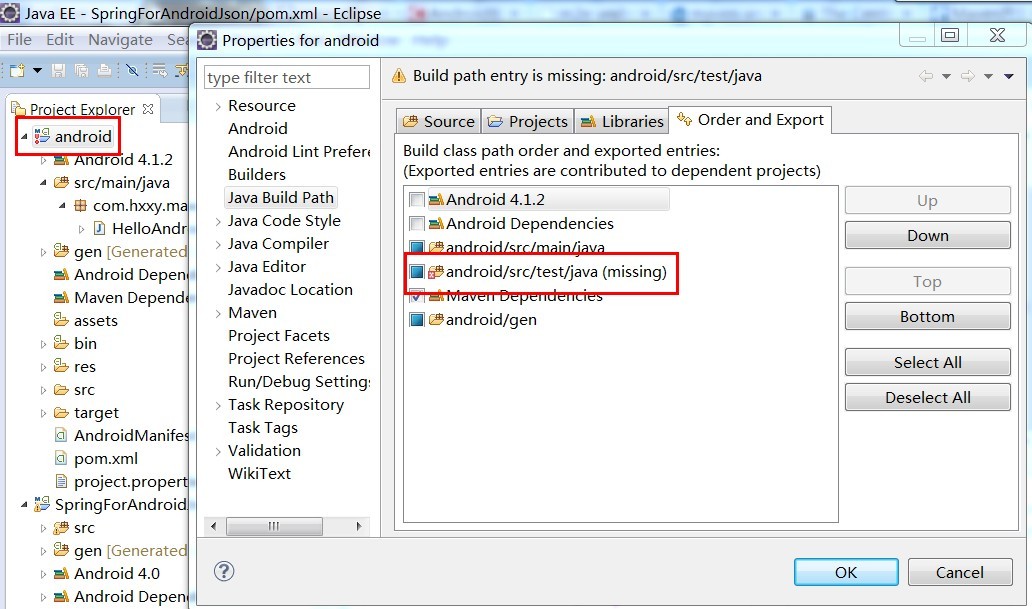 Java EE - SpringForAndroidJson/pom.xml - Eclipse
File Edit Navigate Sea
Project Explorer
android
Android 4.1.2
src/main/java
com.hxxy.ma
HelloAndr
gen [Generated
Android Depen
Maven Depende
assets
bin
res
src
target
AndroidManifes
pom.xml
project.propert
SpringForAndroid
src
gen [Generated
Android 4.0
Android Depen
Properties for android
type filter text
Resource
Android
Android Lint Prefere
Builders
Java Build Path
Java Code Style
Java Compiler
Java Editor
Javadoc Location
Maven
Project Facets
Project References
Run/Debug Settings
Task Repository
Task Tags
Validation
WikiText
Build path entry is missing: android/src/test/java
Source Projects Libraries Order and Export
Build class path order and exported entries:
(Exported entries are contributed to dependent projects)
Android 4.1.2
Android Dependencies
android/src/main/java
android/src/test/java (missing)
Maven Dependencies
android/gen
Up
Down
Top
Bottom
Select All
Deselect All
OK Cancel